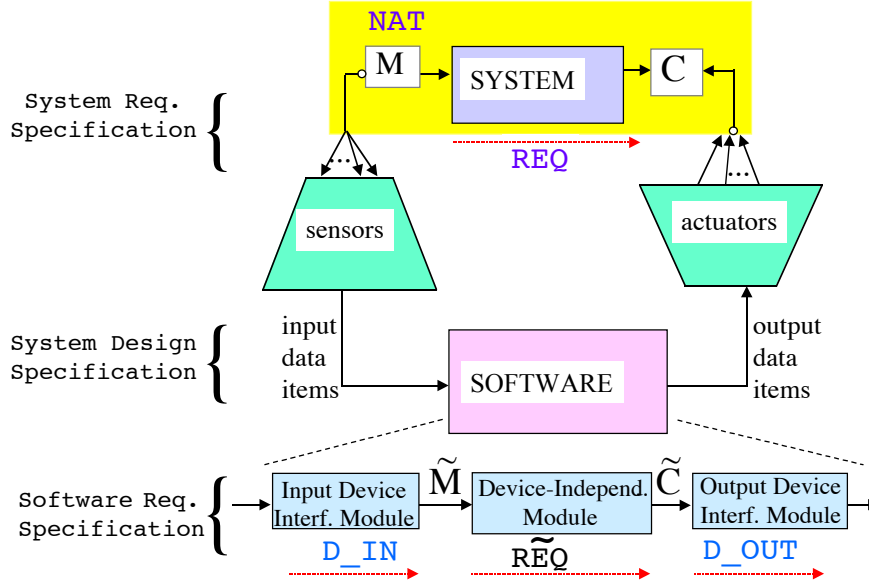 NAT
M
SYSTEM
C
System Req.
Specification
REQ
...
...
sensors
actuators
input
data
items
output
data
items
System Design
Specification
SOFTWARE
M̃
C̃
Software Req.
Specification
Input Device
Interf. Module
Device-Independ.
Module
Output Device
Interf. Module
D_IN
RẼQ
D_OUT